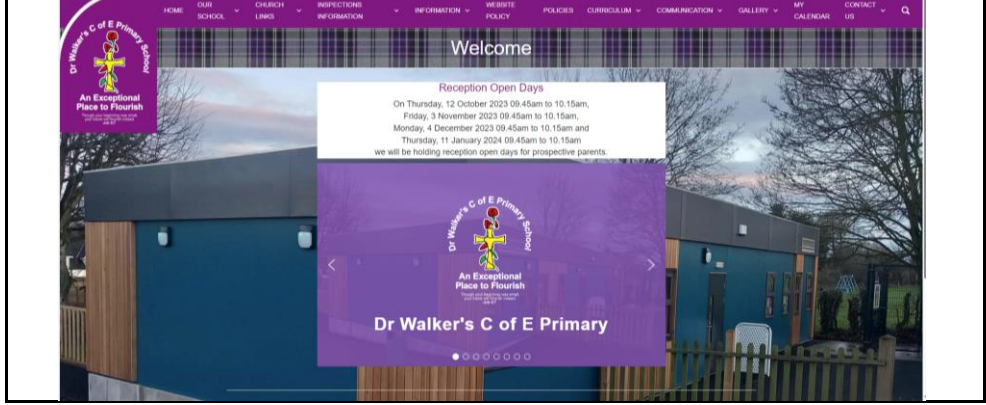 HOME
OUR SCHOOL
CHURCH LINKS
INSPECTIONS INFORMATION
INFORMATION
WEBSITE POLICY
POLICIES
CURRICULUM
COMMUNICATION
GALLERY
MY CALENDAR
CONTACT US
Dr Walker's C of E Primary School
An Exceptional
Place to Flourish
Welcome
Reception Open Days
On Thursday, 12 October 2023 09.45am to 10.15am,
Friday, 3 November 2023 09.45am to 10.15am,
Monday, 4 December 2023 09.45am to 10.15am and
Thursday, 11 January 2024 09.45am to 10.15am
we will be holding reception open days for prospective parents.
Dr Walker's C of E Primary School
An Exceptional
Place to Flourish
Dr Walker's C of E Primary